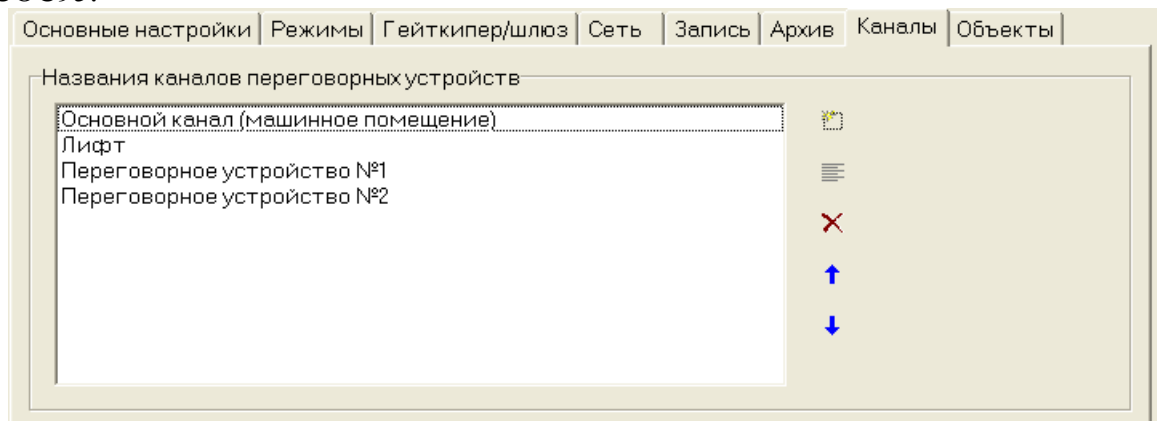 Основные настройки Режимы Гейткипер/шлюз Сеть Запись Архив Каналы Объекты
Названия каналов переговорных устройств
Основной канал (машинное помещение)
Лифт
Переговорное устройство №1
Переговорное устройство №2